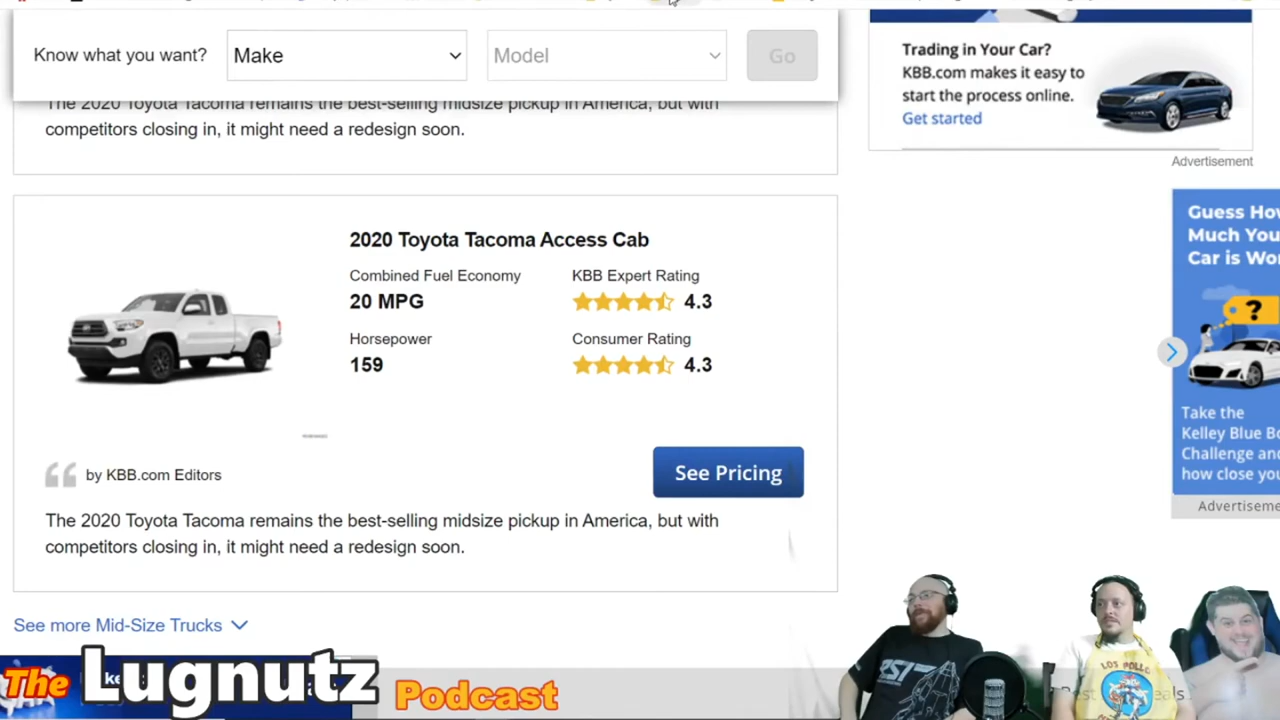 Know what you want?
Make
Model
Go
The 2020 Toyota Tacoma remains the best-selling midsize pickup in America, but with
competitors closing in, it might need a redesign soon.
Trading in Your Car?
KBB.com makes it easy to
start the process online.
Get started
Advertisement
2020 Toyota Tacoma Access Cab
Combined Fuel Economy
20 MPG
KBB Expert Rating
4.3
Horsepower
159
Consumer Rating
4.3
by KBB.com Editors
See Pricing
The 2020 Toyota Tacoma remains the best-selling midsize pickup in America, but with
competitors closing in, it might need a redesign soon.
See more Mid-Size Trucks
Guess Ho
Much You
Car is Wo
?
Take the
Kelley Blue B
Challenge an
how close yo
Advertiseme
The Lugnutz Podcast
RST
LOS POLLO